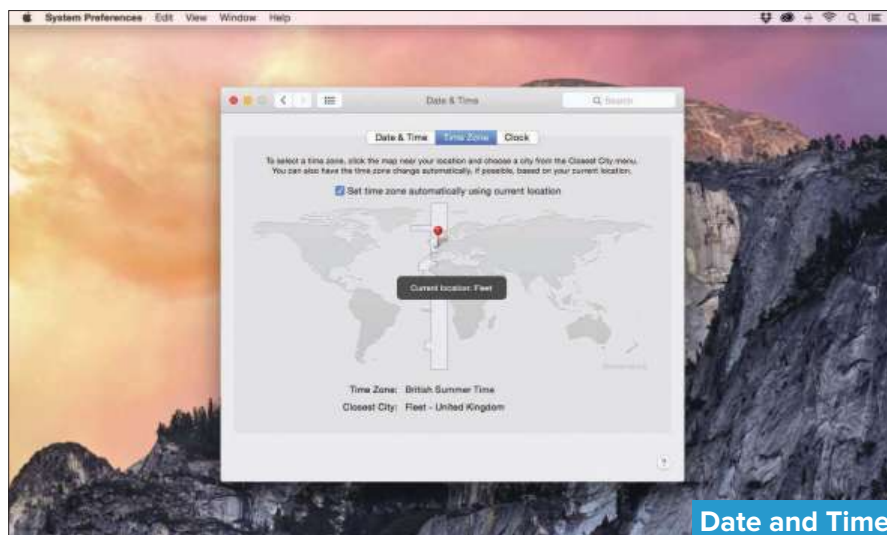 System Preferences Edit View Window Help
Date & Time
Search
Date & Time Time Zone Clock
To select a time zone, click the map near your location and choose a city from the Closest City menu.
You can also have the time zone change automatically, if possible, based on your current location.
Set time zone automatically using current location
Current location: Fleet
Time Zone: British Summer Time
Closest City: Fleet - United Kingdom
?
Date and Time